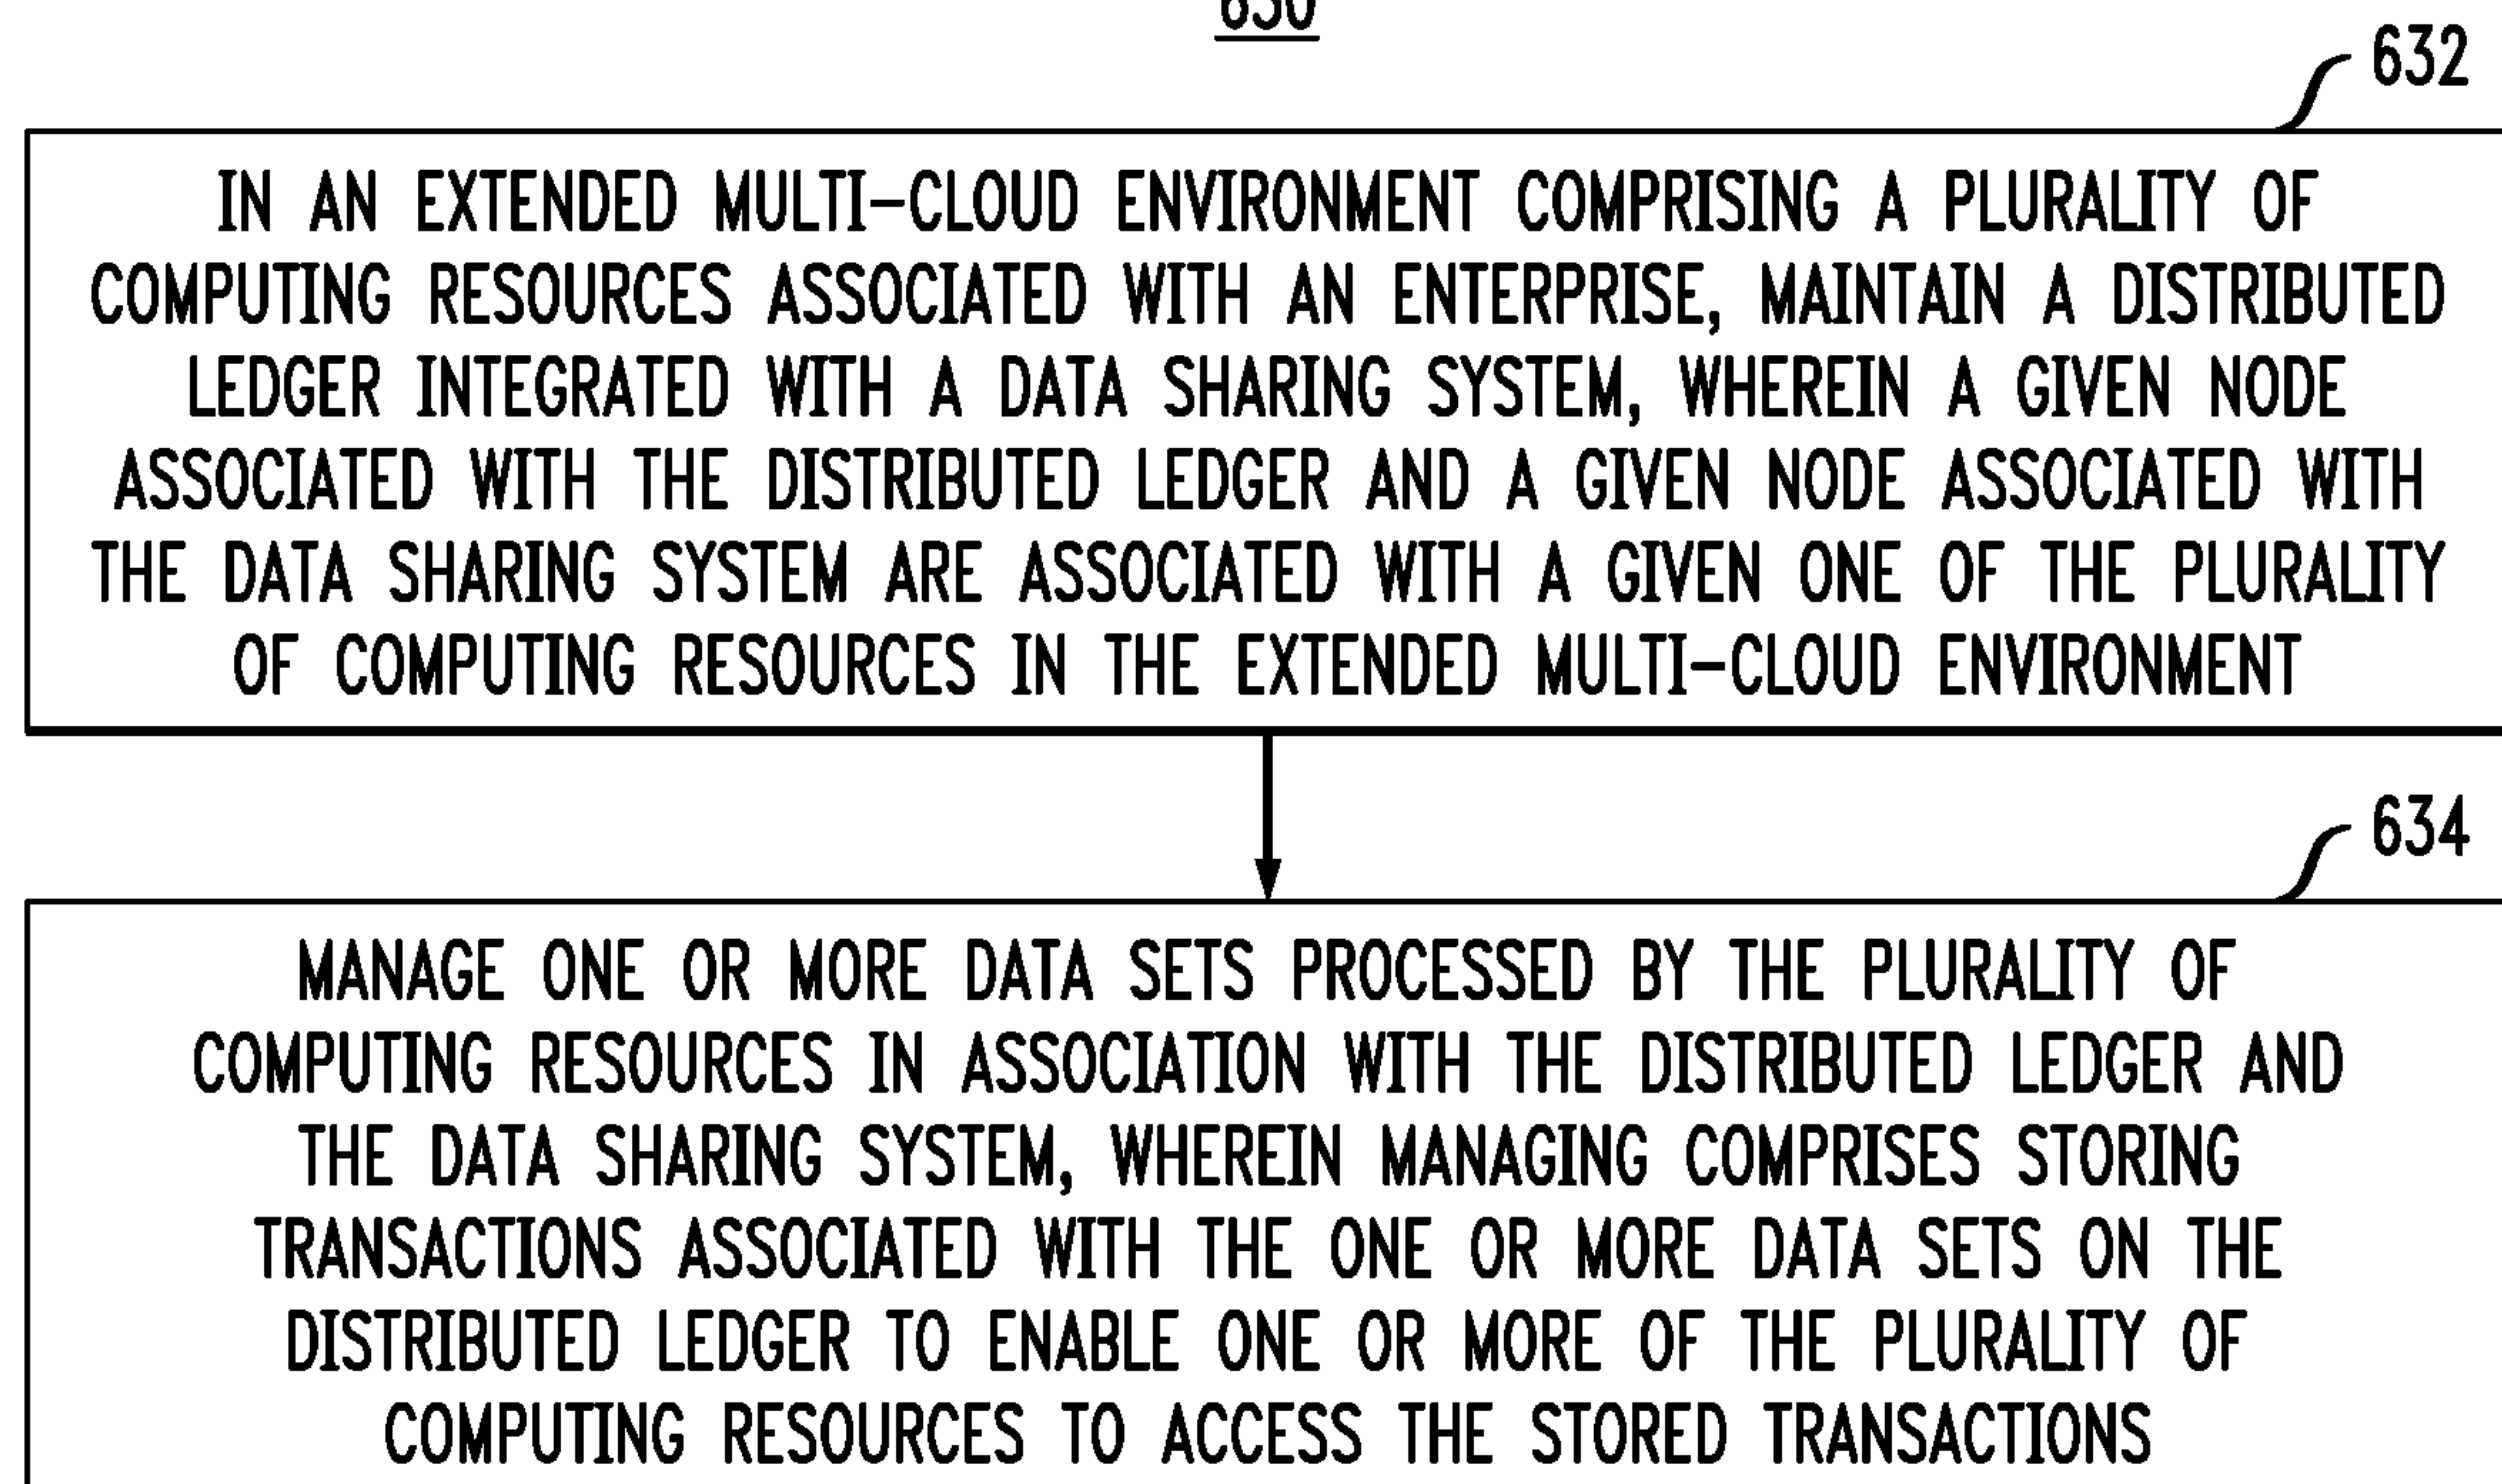 630
632
IN AN EXTENDED MULTI-CLOUD ENVIRONMENT COMPRISING A PLURALITY OF
COMPUTING RESOURCES ASSOCIATED WITH AN ENTERPRISE, MAINTAIN A DISTRIBUTED
LEDGER INTEGRATED WITH A DATA SHARING SYSTEM, WHEREIN A GIVEN NODE
ASSOCIATED WITH THE DISTRIBUTED LEDGER AND A GIVEN NODE ASSOCIATED WITH
THE DATA SHARING SYSTEM ARE ASSOCIATED WITH A GIVEN ONE OF THE PLURALITY
OF COMPUTING RESOURCES IN THE EXTENDED MULTI-CLOUD ENVIRONMENT
634
MANAGE ONE OR MORE DATA SETS PROCESSED BY THE PLURALITY OF
COMPUTING RESOURCES IN ASSOCIATION WITH THE DISTRIBUTED LEDGER AND
THE DATA SHARING SYSTEM, WHEREIN MANAGING COMPRISES STORING
TRANSACTIONS ASSOCIATED WITH THE ONE OR MORE DATA SETS ON THE
DISTRIBUTED LEDGER TO ENABLE ONE OR MORE OF THE PLURALITY OF
COMPUTING RESOURCES TO ACCESS THE STORED TRANSACTIONS